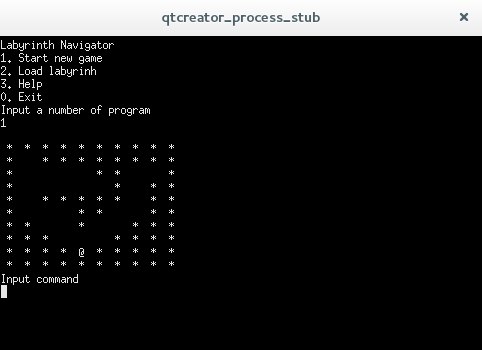 qtcreator_process_stub
Labyrinth Navigator
1. Start new game
2. Load labyrinh
3. Help
0. Exit
Input a number of program
1
 *  *  *  *  *  *  *  *  *  *
 *     *  *  *  *  *  *  *  *
 *              *  *        *
 *                 *     *  *
 *     *  *  *  *  *     *  *
 *           *  *        *  *
 *  *        *        *  *  *
 *  *  *           *  *  *  *
 *  *  *  *  @  *  *  *  *  *
 *  *  *  *  *  *  *  *  *  *
Input command